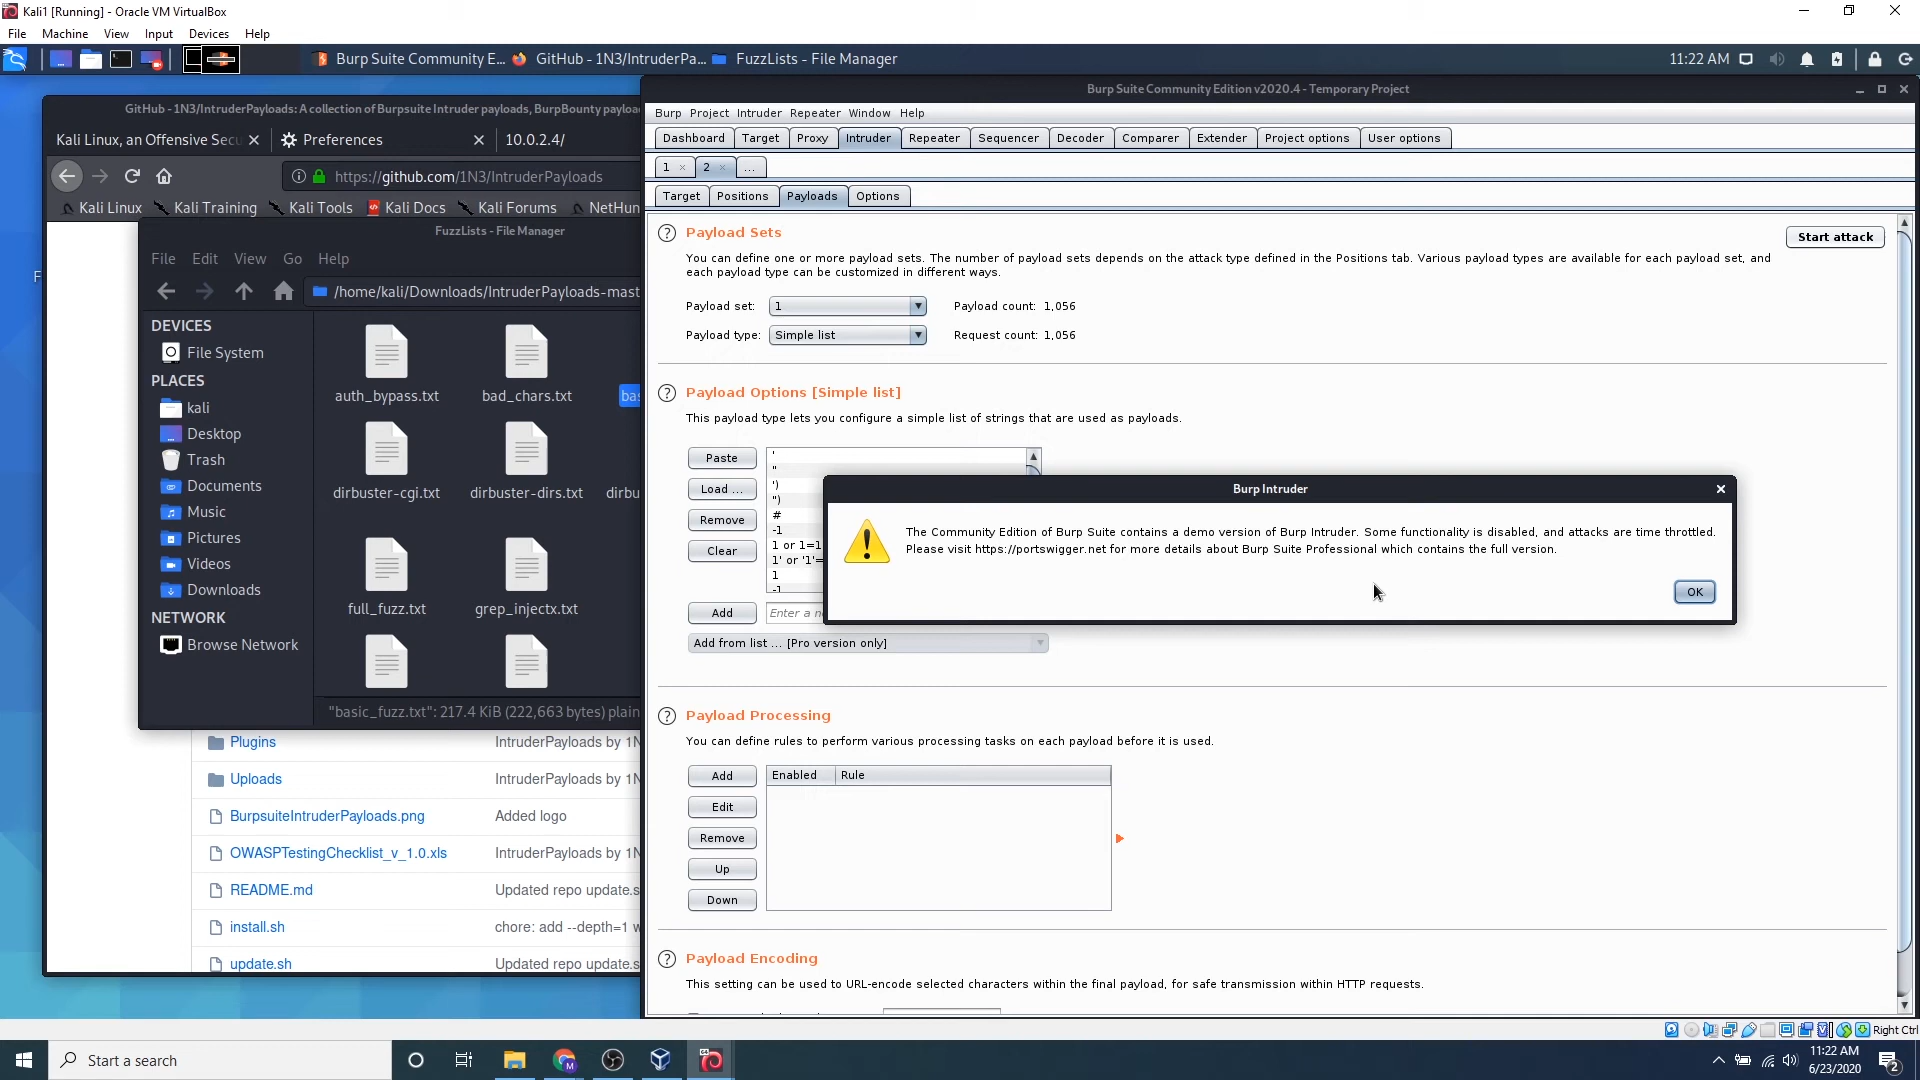 Kali1 [Running] - Oracle VM VirtualBox
File Machine View Input Devices Help
Burp Suite Community E... GitHub - 1N3/IntruderPa... FuzzLists - File Manager 11:22 AM
GitHub - 1N3/IntruderPayloads: A collection of Burpsuite Intruder payloads, BurpBounty payloa
Kali Linux, an Offensive Secu Preferences 10.0.2.4/
https://github.com/1N3/IntruderPayloads
Kali Linux Kali Training Kali Tools Kali Docs Kali Forums NetHun
FuzzLists - File Manager
File Edit View Go Help
/home/kali/Downloads/IntruderPayloads-mast
DEVICES
File System
PLACES
kali
Desktop
Trash
Documents
Music
Pictures
Videos
Downloads
NETWORK
Browse Network
auth_bypass.txt bad_chars.txt bas
dirbuster-cgi.txt dirbuster-dirs.txt dirbu
full_fuzz.txt grep_injectx.txt
"basic_fuzz.txt": 217.4 KiB (222,663 bytes) plain
Plugins IntruderPayloads by 1N
Uploads IntruderPayloads by 1N
BurpsuiteIntruderPayloads.png Added logo
OWASPTestingChecklist_v_1.0.xls IntruderPayloads by 1N
README.md Updated repo update.s
install.sh chore: add --depth=1 w
update.sh Updated repo update.s
Burp Suite Community Edition v2020.4 - Temporary Project
Burp Project Intruder Repeater Window Help
Dashboard Target Proxy Intruder Repeater Sequencer Decoder Comparer Extender Project options User options
1 × 2 × ...
Target Positions Payloads Options
Payload Sets
Start attack
You can define one or more payload sets. The number of payload sets depends on the attack type defined in the Positions tab. Various payload types are available for each payload set, and
each payload type can be customized in different ways.
Payload set: 1 Payload count: 1,056
Payload type: Simple list Request count: 1,056
Payload Options [Simple list]
This payload type lets you configure a simple list of strings that are used as payloads.
Paste
Load ...
Remove
Clear
'
"
')
")
#
-1
1 or 1=1
1' or '1'=
1
-1
Add Enter a n
Add from list ... [Pro version only]
Burp Intruder
The Community Edition of Burp Suite contains a demo version of Burp Intruder. Some functionality is disabled, and attacks are time throttled.
Please visit https://portswigger.net for more details about Burp Suite Professional which contains the full version.
OK
Payload Processing
You can define rules to perform various processing tasks on each payload before it is used.
Add
Edit
Remove
Up
Down
Enabled Rule
Payload Encoding
This setting can be used to URL-encode selected characters within the final payload, for safe transmission within HTTP requests.
Right Ctrl
Start a search
11:22 AM
6/23/2020
2